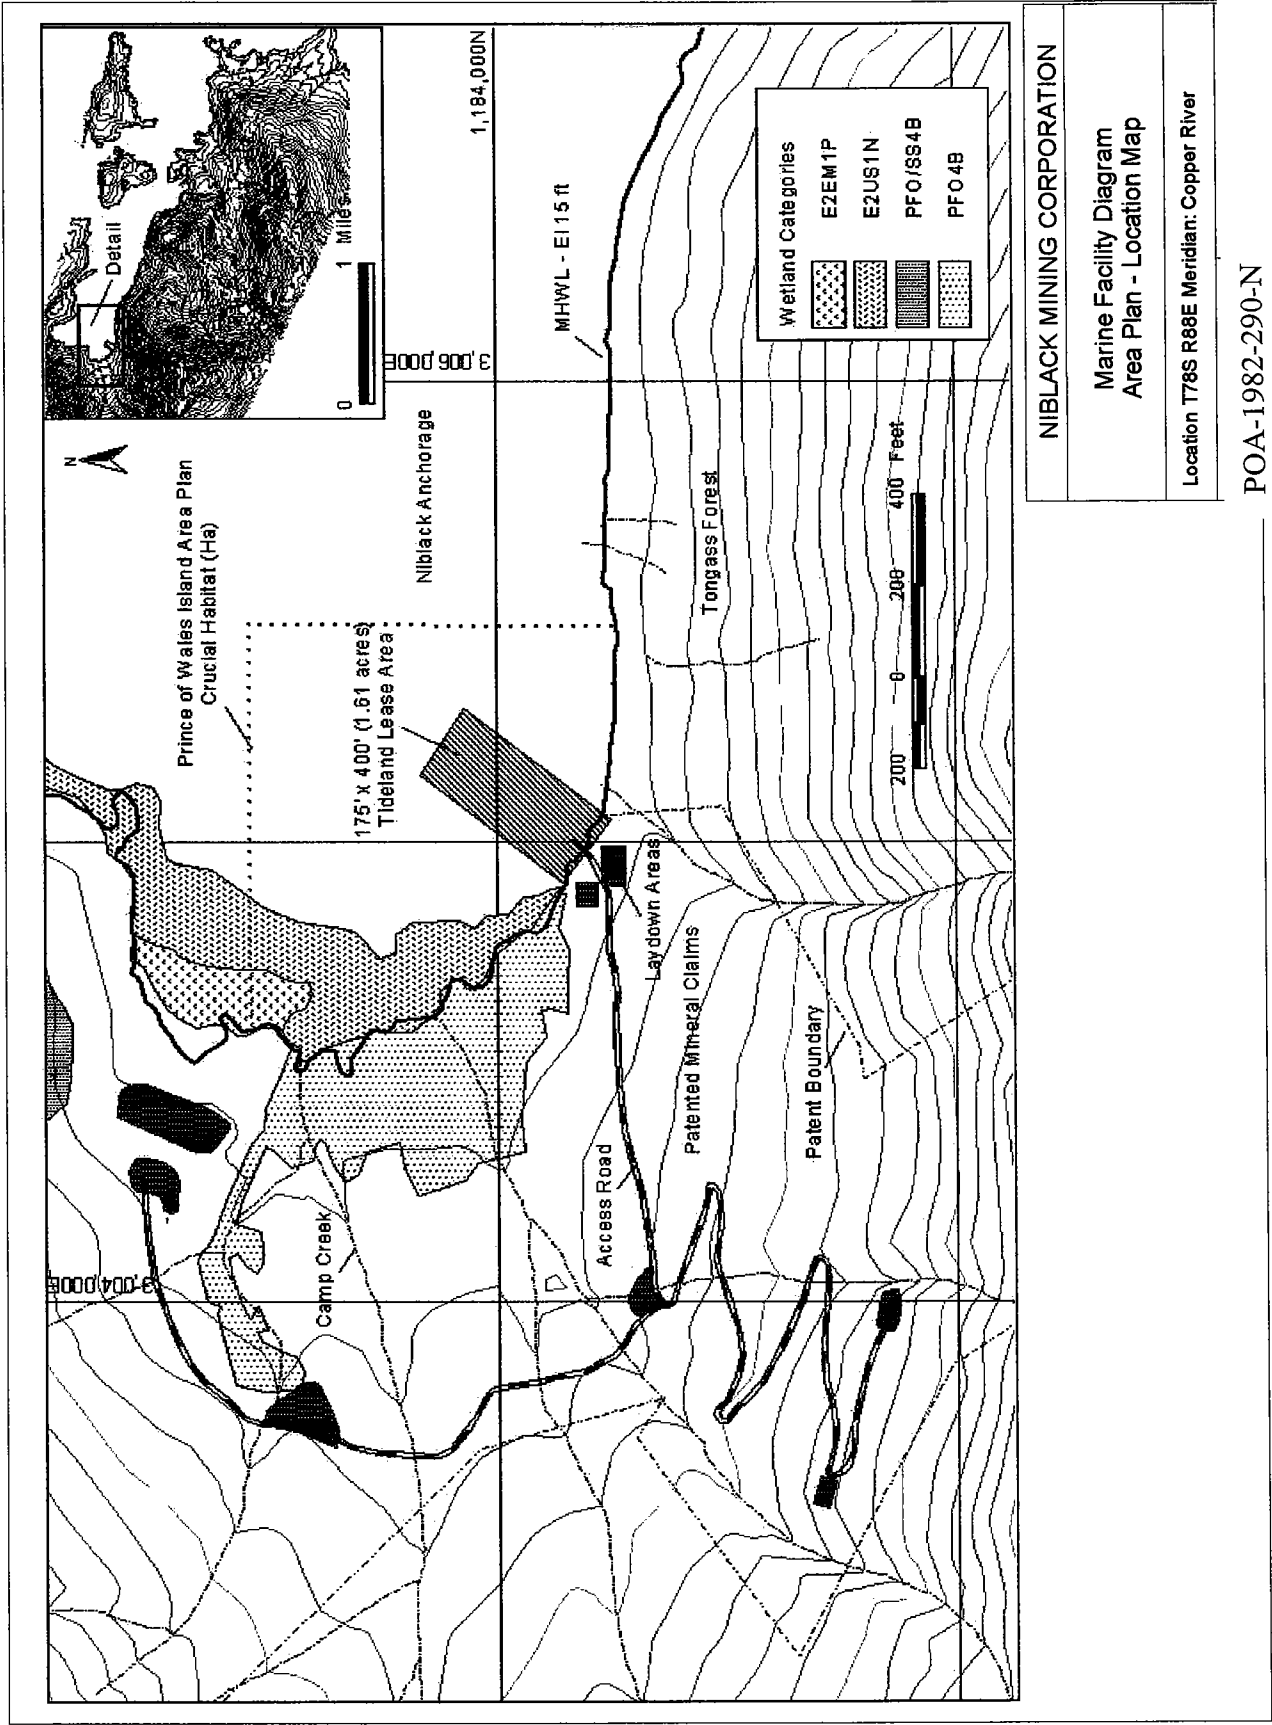 Detail
0
1
Miles
N
1,184,000N
3,006,000E
3,004,000E
Prince of Wales Island Area Plan
Crucial Habitat (Ha)
Niblack Anchorage
175' x 400' (1.61 acres)
Tideland Lease Area
MHWL - El 15 ft
Wetland Categories
E2EM1P
E2US1N
PFO/SS4B
PFO4B
Camp Creek
Access Road
Laydown Areas
Patented Mineral Claims
Patent Boundary
Tongass Forest
200
0
200
400 Feet
NIBLACK MINING CORPORATION
Marine Facility Diagram
Area Plan - Location Map
Location T78S R88E Meridian: Copper River
POA-1982-290-N